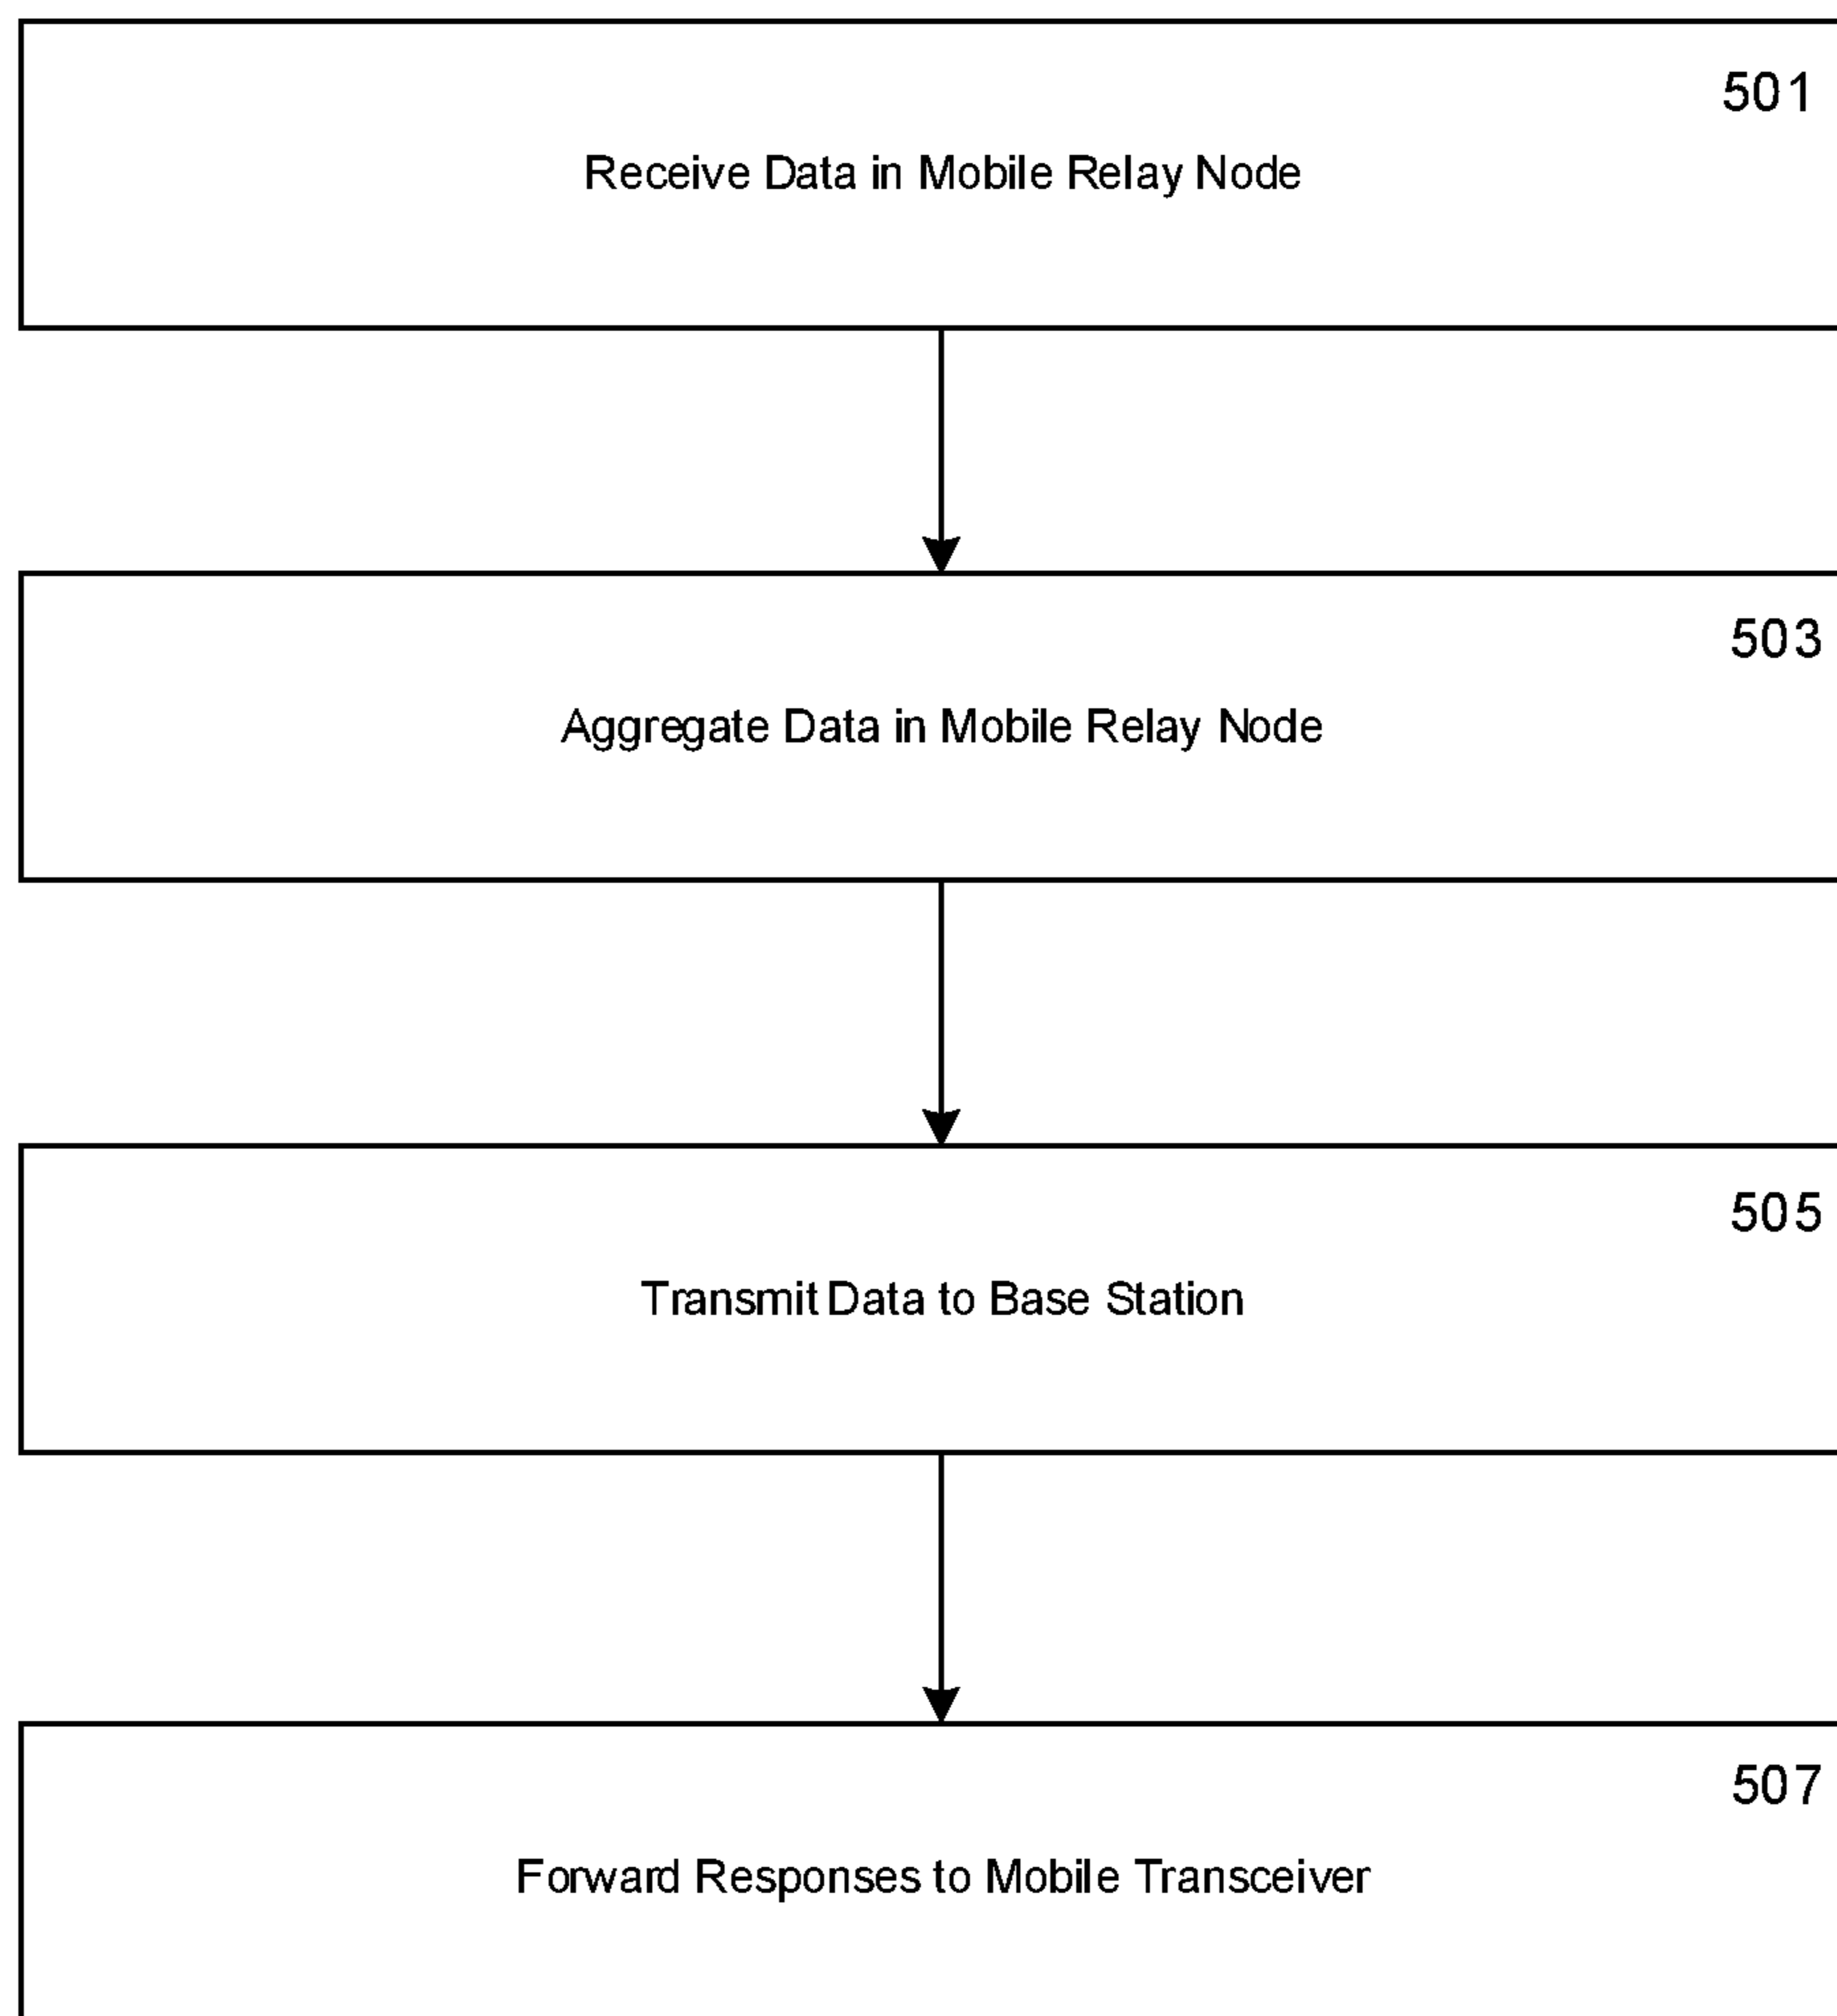 501
Receive Data in Mobile Relay Node
503
Aggregate Data in Mobile Relay Node
505
Transmit Data to Base Station
507
Forward Responses to Mobile Transceiver